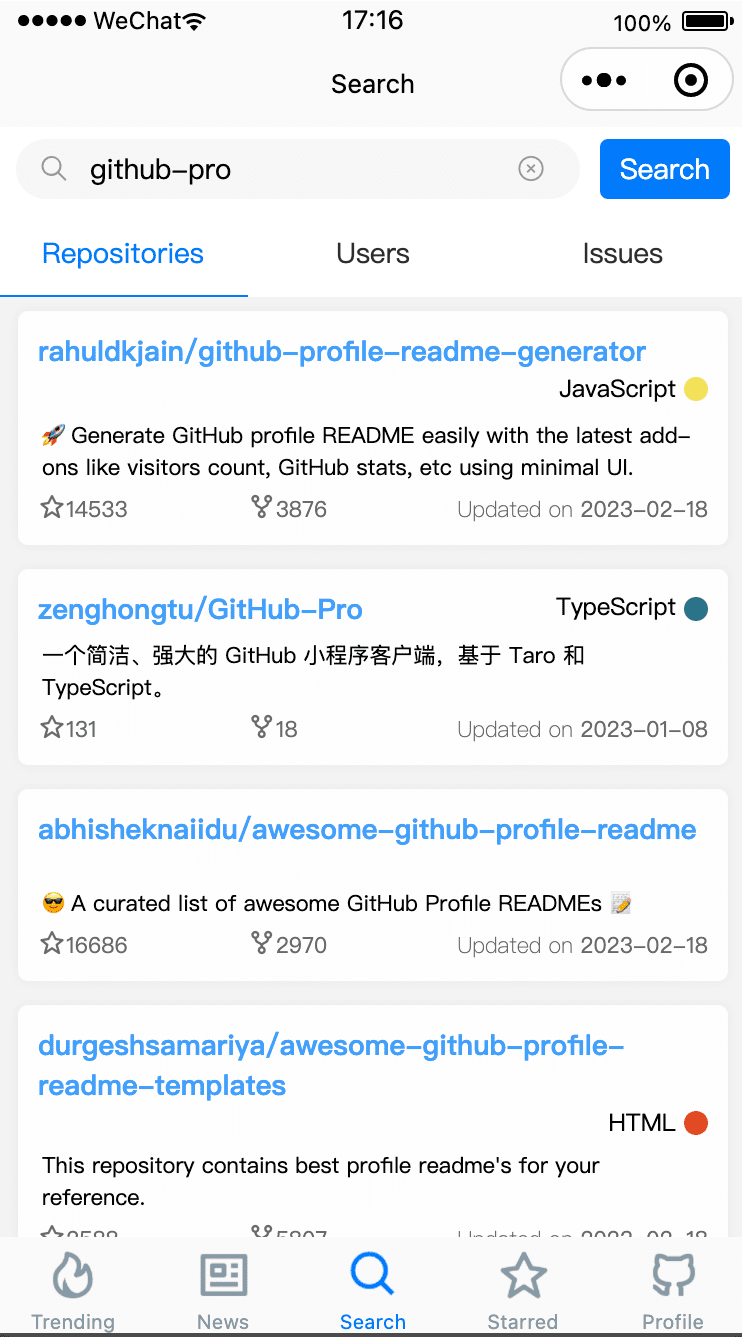 WeChat 17:16 100%
Search
github-pro Search
Repositories Users Issues
rahuldkjain/github-profile-readme-generator
JavaScript
🚀 Generate GitHub profile README easily with the latest add-
ons like visitors count, GitHub stats, etc using minimal UI.
14533 3876 Updated on 2023-02-18
zenghongtu/GitHub-Pro TypeScript
一个简洁、强大的 GitHub 小程序客户端，基于 Taro 和
TypeScript。
131 18 Updated on 2023-01-08
abhisheknaiidu/awesome-github-profile-readme
😎 A curated list of awesome GitHub Profile READMEs 📝
16686 2970 Updated on 2023-02-18
durgeshsamariya/awesome-github-profile-
readme-templates
HTML
This repository contains best profile readme's for your
reference.
Updated on 2023-02-18
Trending News Search Starred Profile